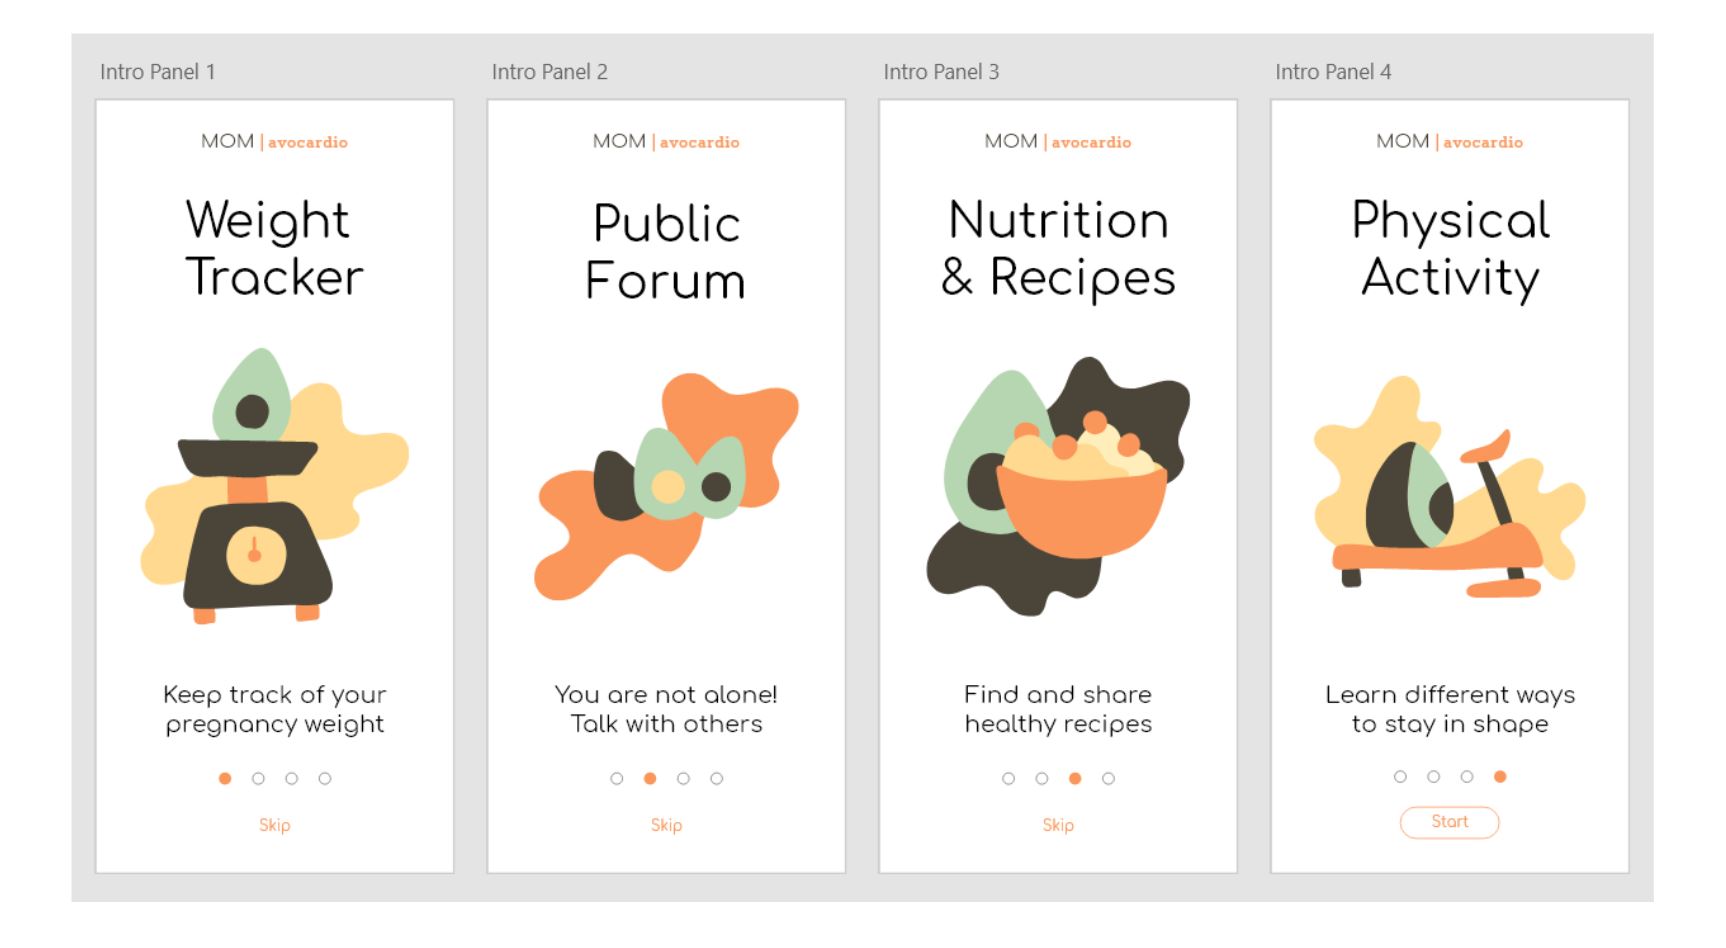 Intro Panel 1
MOM | avocardio
Weight
Tracker
Keep track of your
pregnancy weight
Skip
Intro Panel 2
MOM | avocardio
Public
Forum
You are not alone!
Talk with others
Skip
Intro Panel 3
MOM | avocardio
Nutrition
& Recipes
Find and share
healthy recipes
Skip
Intro Panel 4
MOM | avocardio
Physical
Activity
Learn different ways
to stay in shape
Start